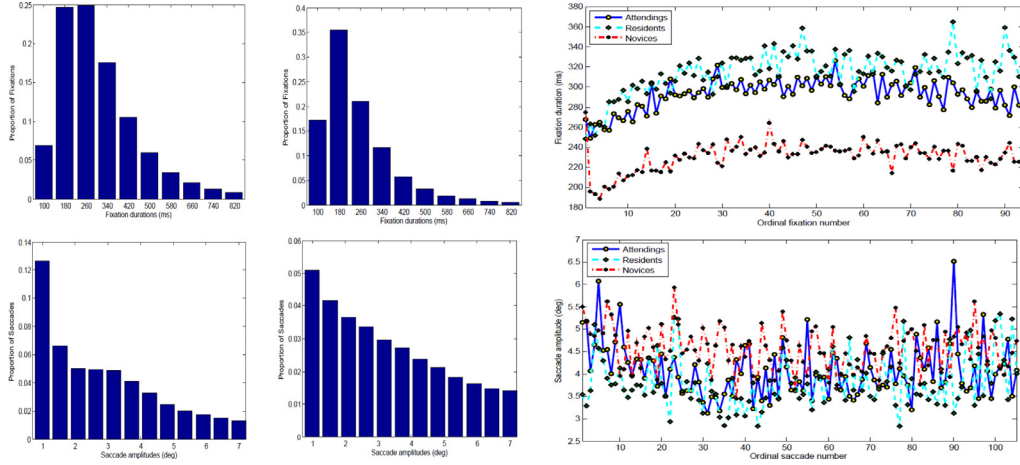 0.25
0.2
0.15
0.1
0.05
0
Proportion of Fixations
100 180 260 340 420 500 580 660 740 820
Fixation durations (ms)
0.4
0.35
0.3
0.25
0.2
0.15
0.1
0.05
0
Proportion of Fixations
100 180 260 340 420 500 580 660 740 820
Fixation durations (ms)
380
360
340
320
300
280
260
240
220
200
180
Fixation duration (ms)
Attendings
Residents
Novices
10 20 30 40 50 60 70 80 90
Ordinal fixation number
0.14
0.12
0.1
0.08
0.06
0.04
0.02
0
Proportion of Saccades
1 2 3 4 5 6 7
Saccade amplitudes (deg)
0.06
0.05
0.04
0.03
0.02
0.01
0
Proportion of Saccades
1 2 3 4 5 6 7
Saccade amplitudes (deg)
7
6.5
6
5.5
5
4.5
4
3.5
3
2.5
Saccade amplitude (deg)
Attendings
Residents
Novices
10 20 30 40 50 60 70 80 90 100
Ordinal saccade number